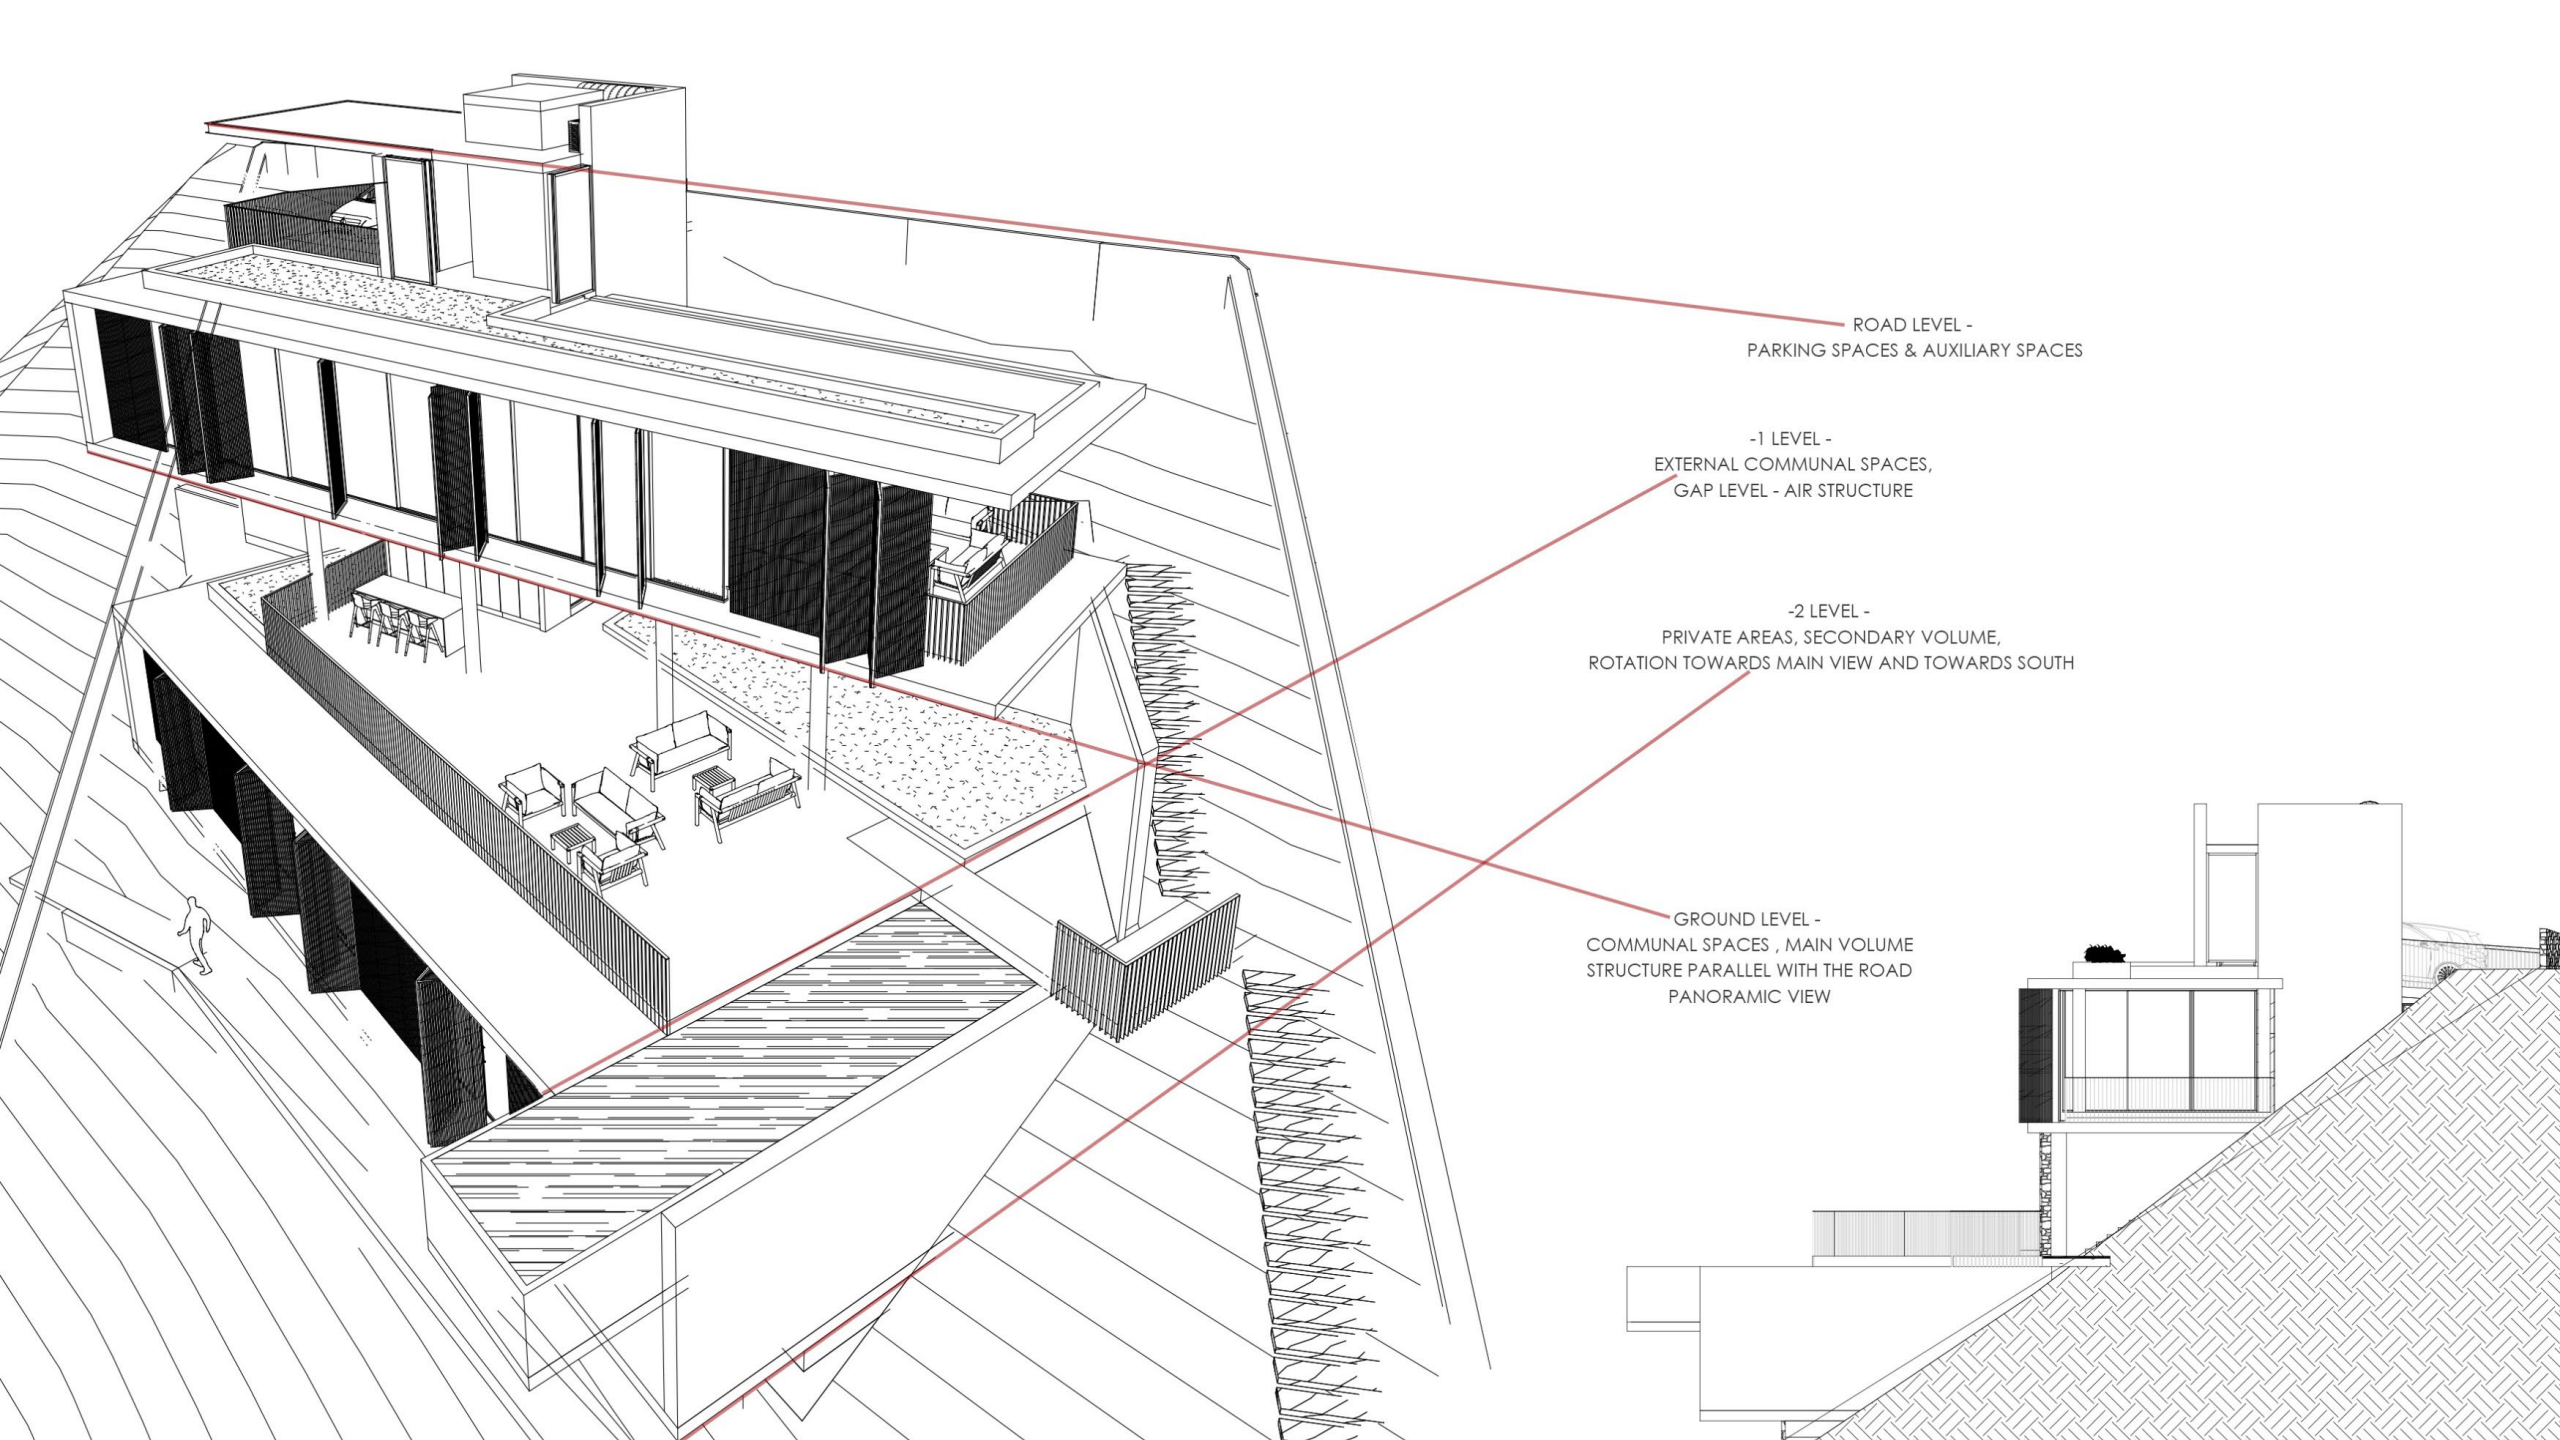 ROAD LEVEL -
PARKING SPACES & AUXILIARY SPACES
-1 LEVEL -
EXTERNAL COMMUNAL SPACES,
GAP LEVEL - AIR STRUCTURE
-2 LEVEL -
PRIVATE AREAS, SECONDARY VOLUME,
ROTATION TOWARDS MAIN VIEW AND TOWARDS SOUTH
GROUND LEVEL -
COMMUNAL SPACES , MAIN VOLUME
STRUCTURE PARALLEL WITH THE ROAD
PANORAMIC VIEW